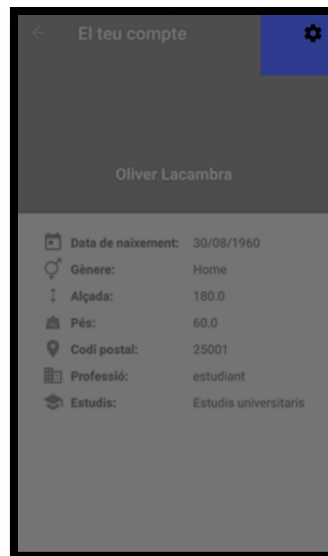 El teu compte
Oliver Lacambra
Data de naixement: 30/08/1960
Gènere: Home
Alçada: 180.0
Pés: 60.0
Codi postal: 25001
Professió: estudiant
Estudis: Estudis universitaris